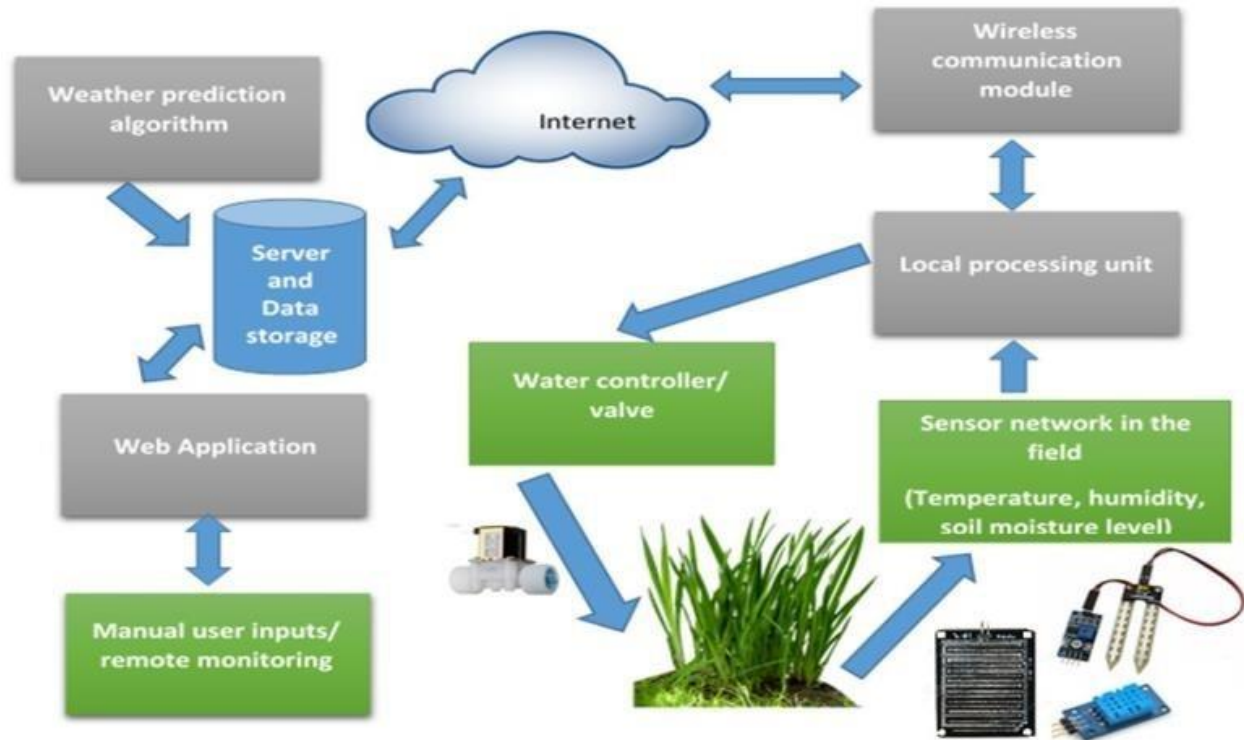 Weather prediction
algorithm
Internet
Wireless
communication
module
Server
and
Data
storage
Local processing unit
Water controller/
valve
Web Application
Sensor network in the
field
(Temperature, humidity,
soil moisture level)
Manual user inputs/
remote monitoring